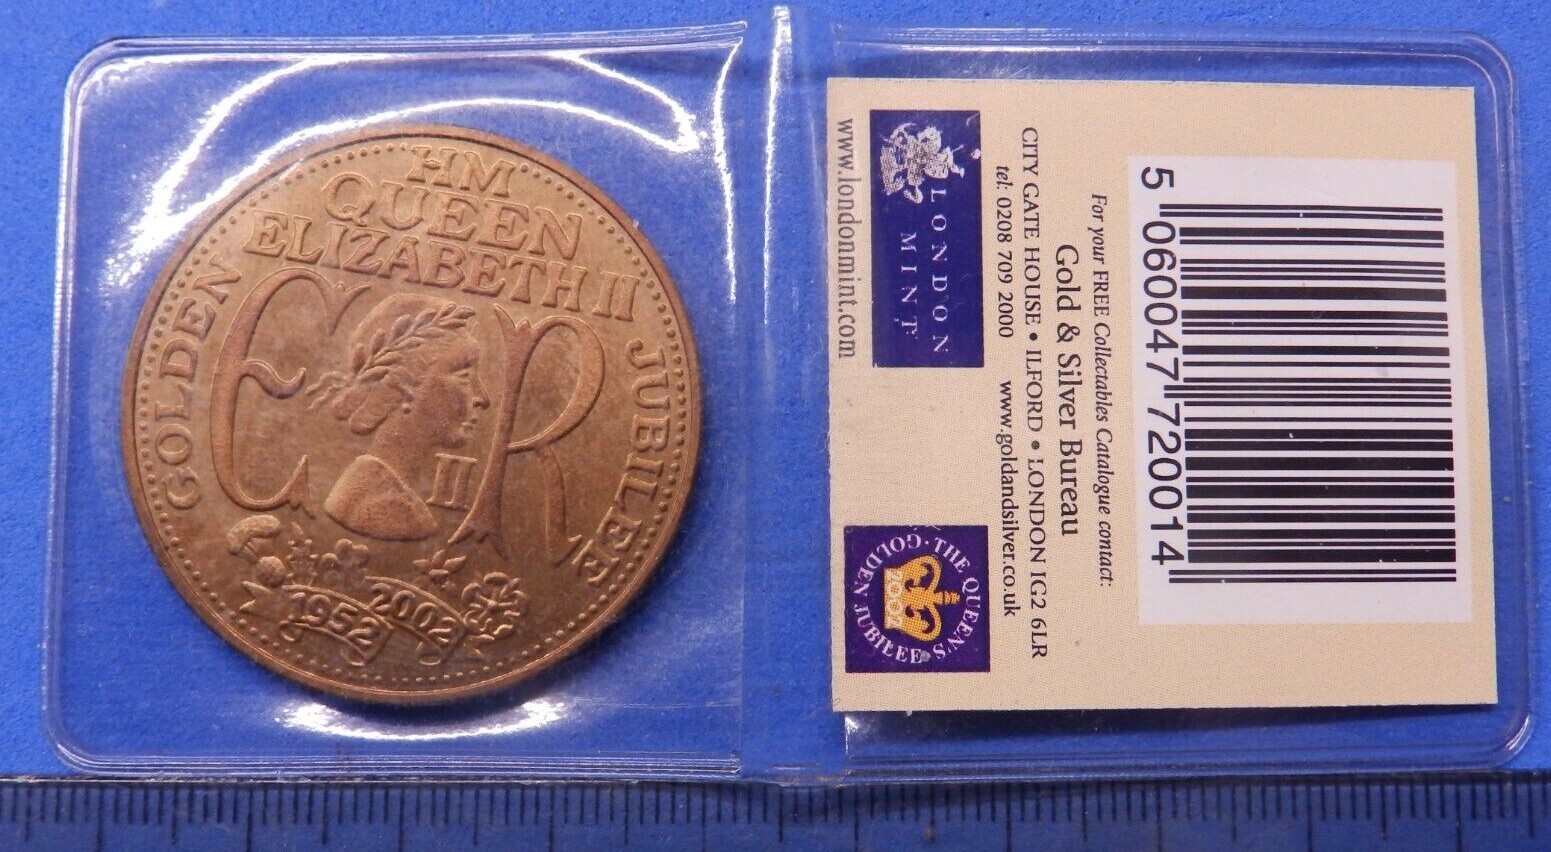 HM
QUEEN
ELIZABETH II
GOLDEN JUBILEE
E R
II
1952 2002
5 060047 720014
For your FREE Collectables Catalogue contact:
Gold & Silver Bureau
CITY GATE HOUSE • ILFORD • LONDON IG2 6LR
tel: 0208 709 2000 www.goldandsilver.co.uk
LONDON
MINT
www.londonmint.com
THE QUEEN'S
GOLDEN JUBILEE
2002